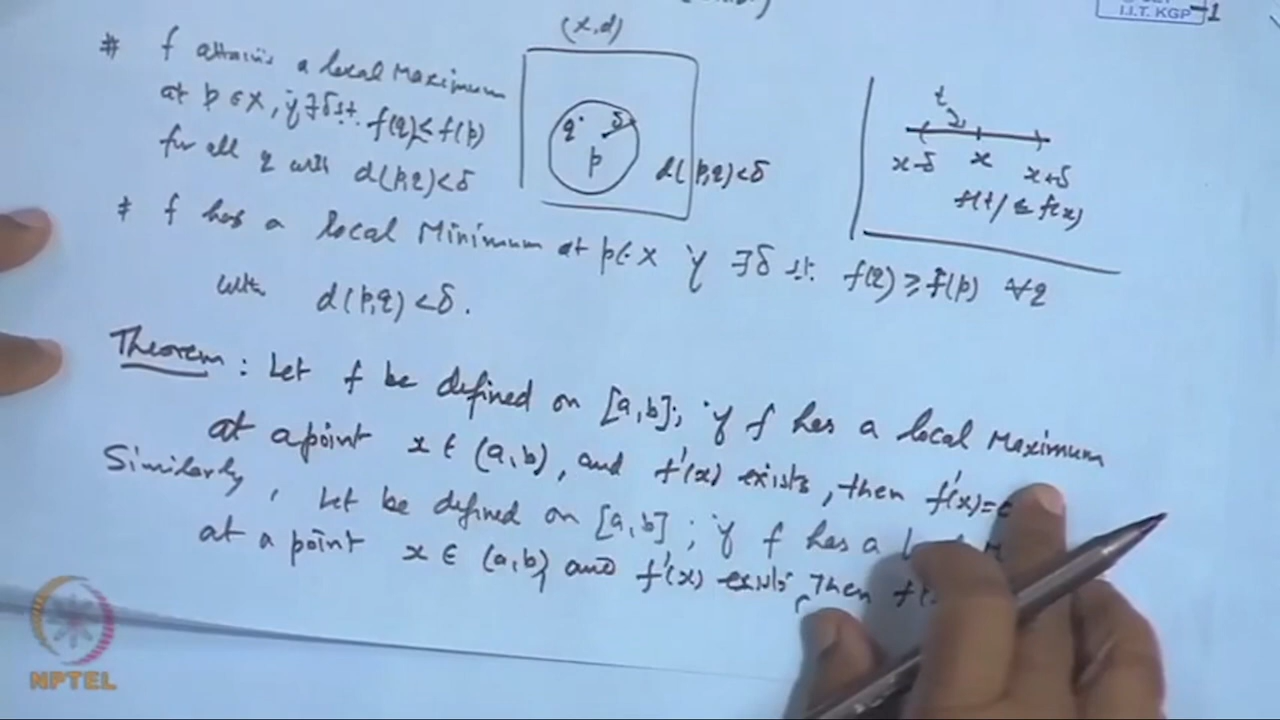 (X,d)
I.I.T. KGP
-1
# f attains a local Maximum
at p ∈ X, if ∃ δ s.t. f(q) ≤ f(p)
for all q with d(p,q) < δ
q δ
p
d(p,q) < δ
t
x-δ x x+δ
f(t) ≤ f(x)
# f has a local Minimum at p ∈ X if ∃ δ s.t. f(q) ≥ f(p) ∀ q
with d(p,q) < δ.
Theorem : Let f be defined on [a,b]; if f has a local Maximum
at a point x ∈ (a,b), and f'(x) exists, then f'(x)=
Similarly, Let be defined on [a,b]; if f has a
at a point x ∈ (a,b) and f'(x) exists, Then
NPTEL